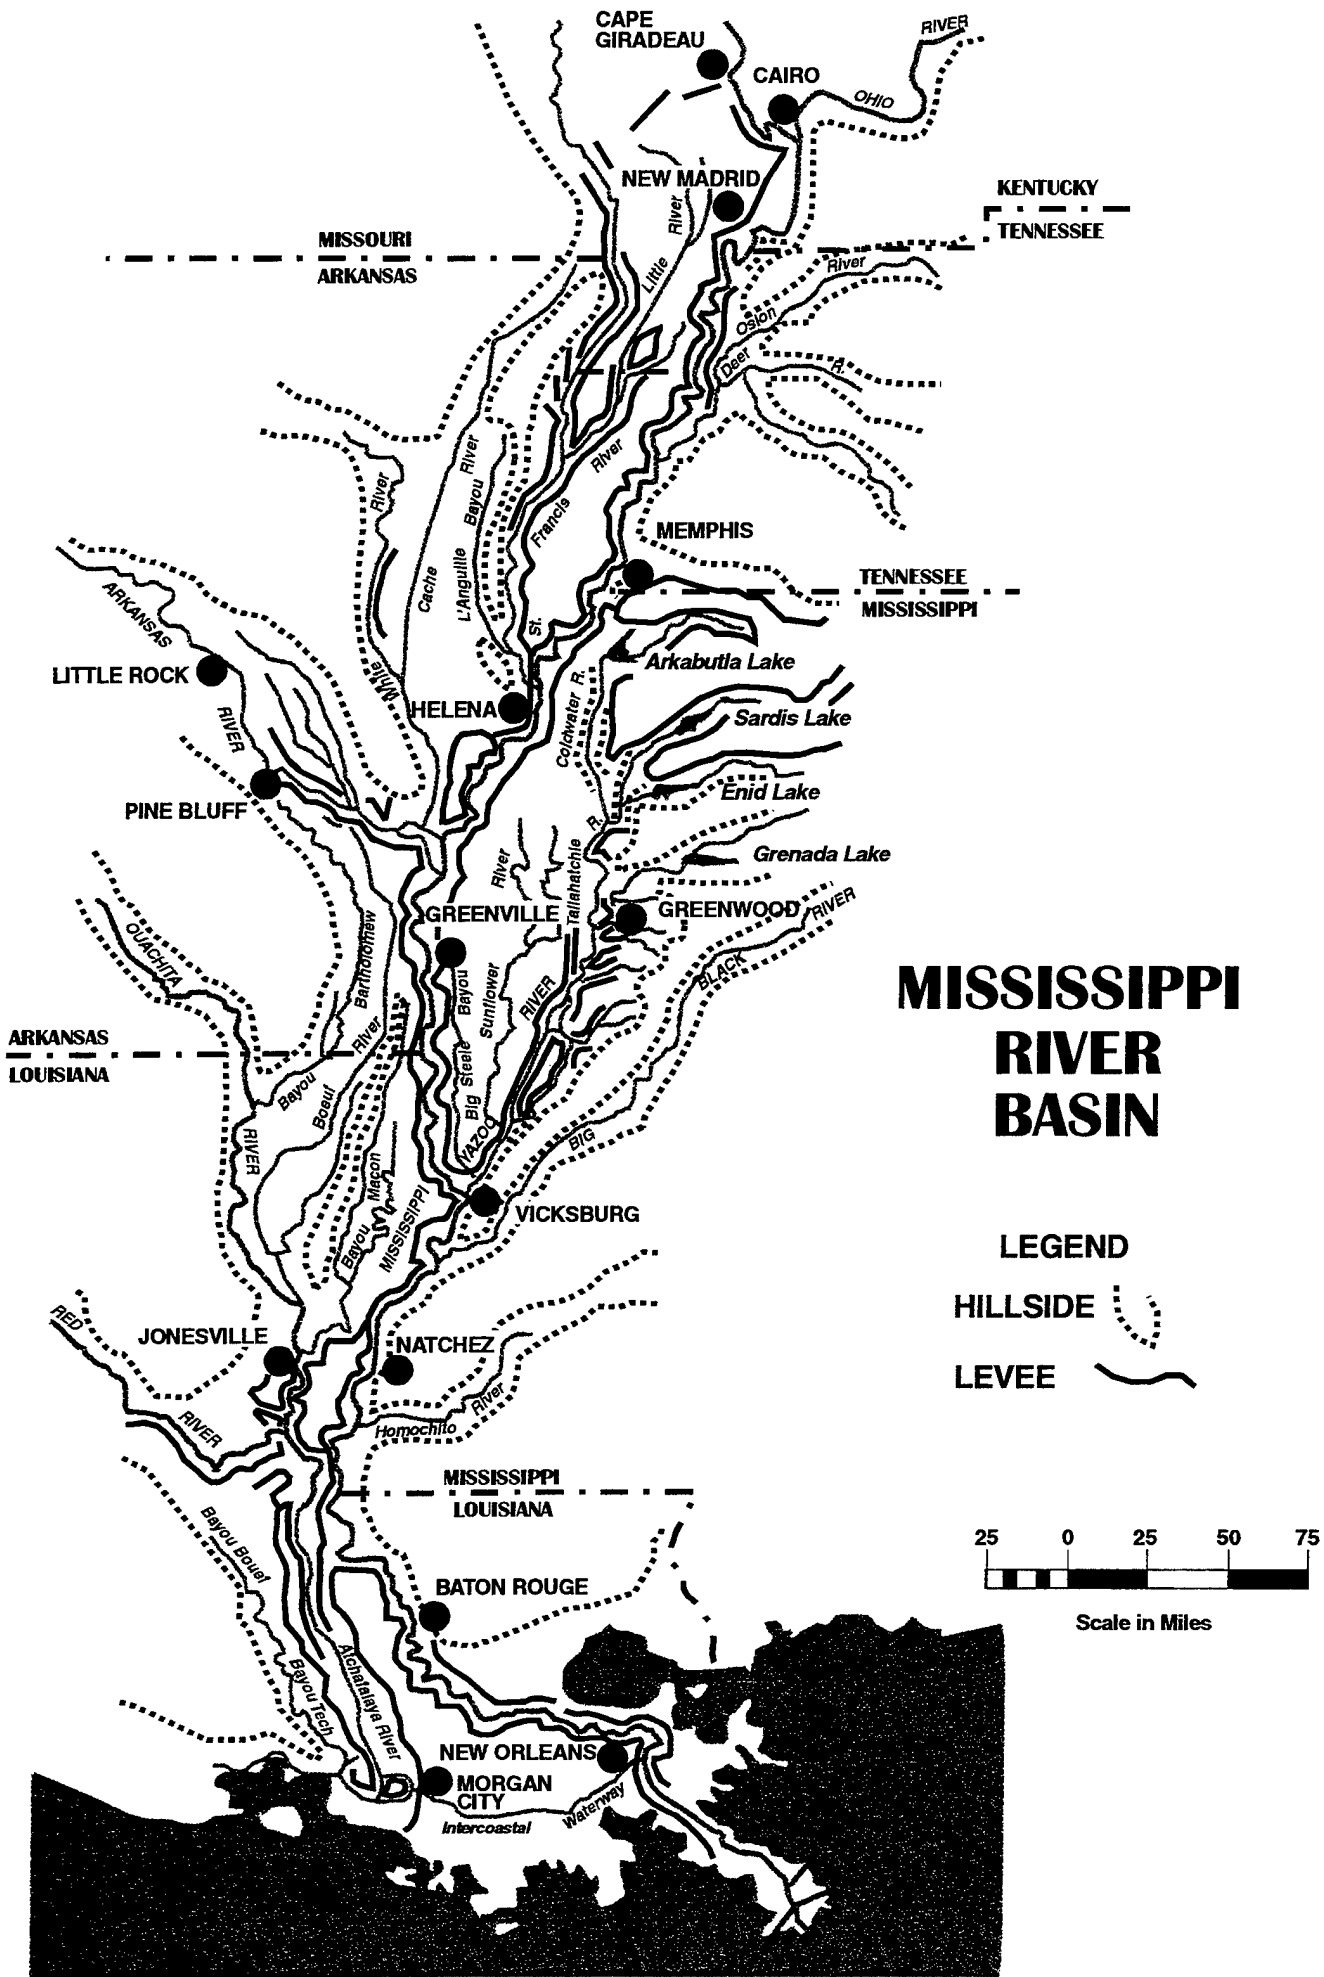 CAPE
GIRADEAU
RIVER
CAIRO
OHIO
NEW MADRID
KENTUCKY
TENNESSEE
River
Little
MISSOURI
ARKANSAS
River
Osion
Deer
R.
River
River
River
Bayou
Francis
MEMPHIS
Cache
L'Anguille
TENNESSEE
MISSISSIPPI
ARKANSAS
St.
LITTLE ROCK
White
Arkabutla Lake
HELENA
Coldwater R.
Sardis Lake
RIVER
PINE BLUFF
Enid Lake
R.
River
Tallahatchie
Grenada Lake
GREENVILLE
GREENWOOD
RIVER
OUACHITA
Bartholomew
BLACK
Bayou
Sunflower
RIVER
MISSISSIPPI
RIVER
BASIN
ARKANSAS
LOUISIANA
River
Bayou
Boeuf
Big Steele
YAZOO
BIG
RIVER
Macon
Bayou
MISSISSIPPI
VICKSBURG
LEGEND
HILLSIDE
LEVEE
RED
JONESVILLE
NATCHEZ
River
Homochito
RIVER
MISSISSIPPI
LOUISIANA
Bayou Bouef
25 0 25 50 75
Scale in Miles
BATON ROUGE
Bayou Tech
Atchafalaya River
NEW ORLEANS
MORGAN
CITY
Waterway
Intercoastal